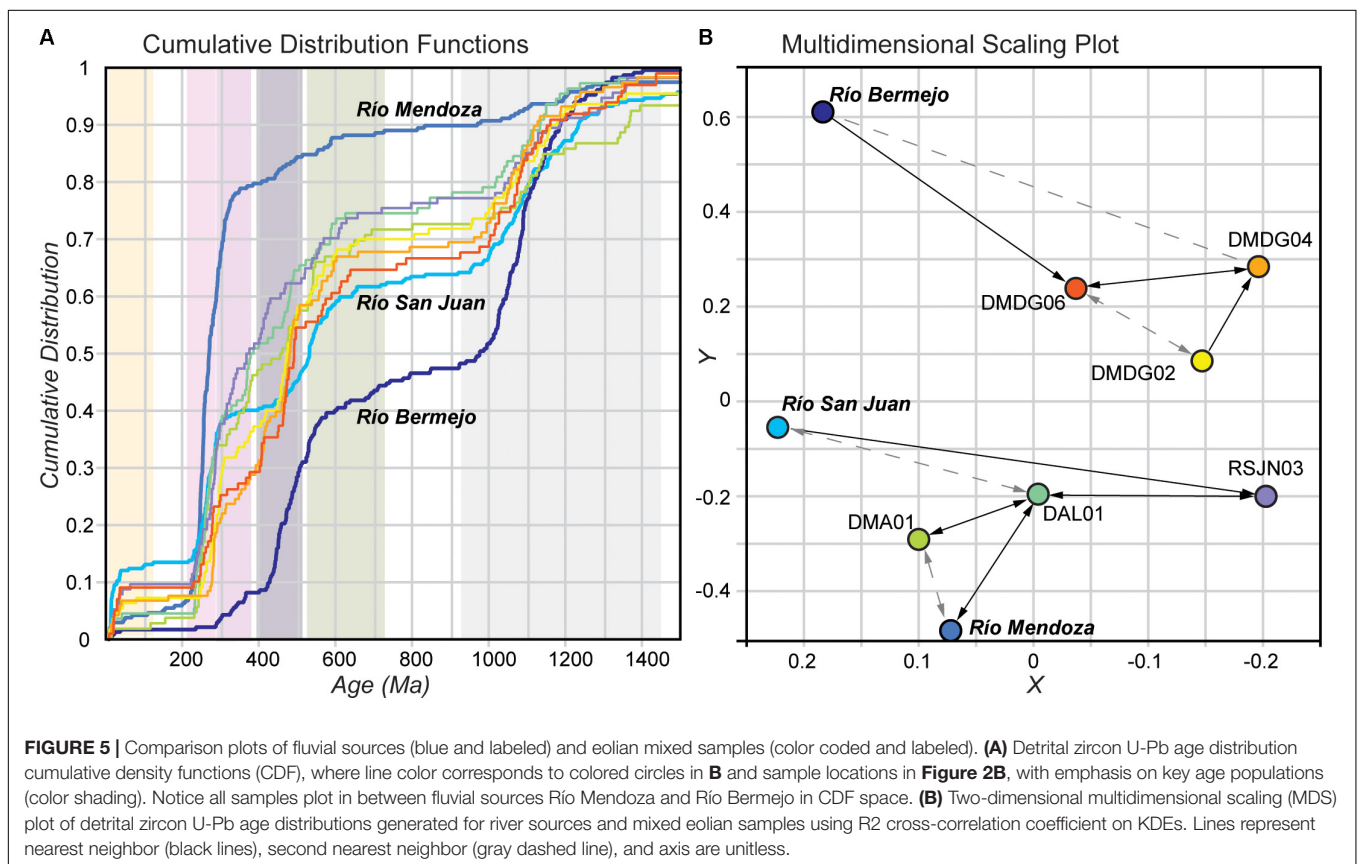 A Cumulative Distribution Functions
Cumulative Distribution
1
0.9
0.8
0.7
0.6
0.5
0.4
0.3
0.2
0.1
0
Río Mendoza
Río San Juan
Río Bermejo
200 400 600 800 1000 1200 1400
Age (Ma)
B Multidimensional Scaling Plot
Y
0.6
0.4
0.2
0
-0.2
-0.4
Río Bermejo
DMDG04
DMDG06
DMDG02
Río San Juan
RSJN03
DAL01
DMA01
Río Mendoza
0.2 0.1 0 -0.1 -0.2
X
FIGURE 5 | Comparison plots of fluvial sources (blue and labeled) and eolian mixed samples (color coded and labeled). (A) Detrital zircon U-Pb age distribution
cumulative density functions (CDF), where line color corresponds to colored circles in B and sample locations in Figure 2B, with emphasis on key age populations
(color shading). Notice all samples plot in between fluvial sources Río Mendoza and Río Bermejo in CDF space. (B) Two-dimensional multidimensional scaling (MDS)
plot of detrital zircon U-Pb age distributions generated for river sources and mixed eolian samples using R2 cross-correlation coefficient on KDEs. Lines represent
nearest neighbor (black lines), second nearest neighbor (gray dashed line), and axis are unitless.